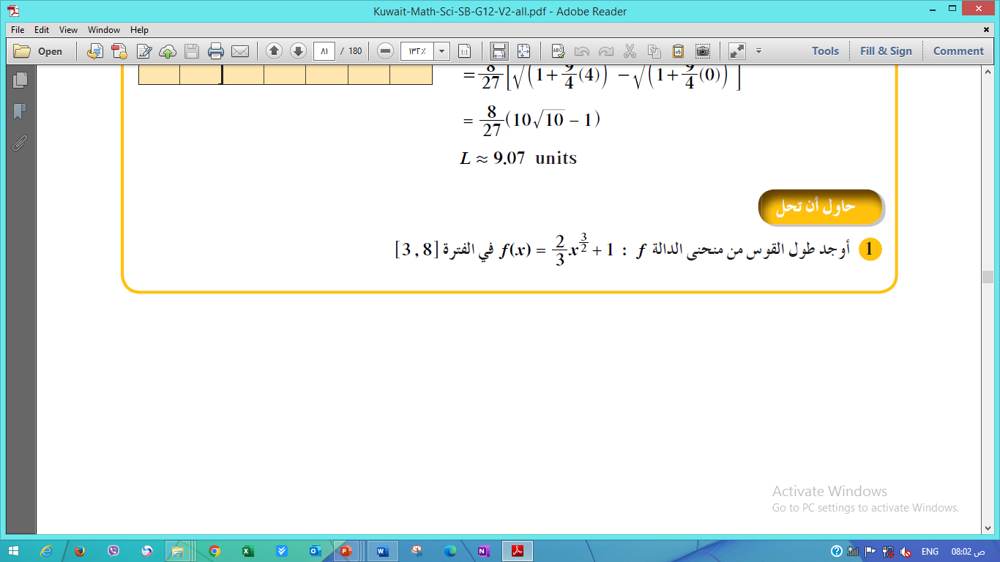 Kuwait-Math-Sci-SB-G12-V2-all.pdf - Adobe Reader
File Edit View Window Help
Open ٨١ / 180 ١٣٢٪ Tools Fill & Sign Comment
= 8/27 [√(1 + 9/4 (4)) − √(1 + 9/4 (0)) ]
= 8/27 (10√10 − 1)
L ≈ 9.07 units
حاول أن تحل
1 أوجد طول القوس من منحنى الدالة f : f(x) = 2/3 x^(3/2) + 1 في الفترة [3 , 8]
Activate Windows
Go to PC settings to activate Windows.
ENG 08:02 ص